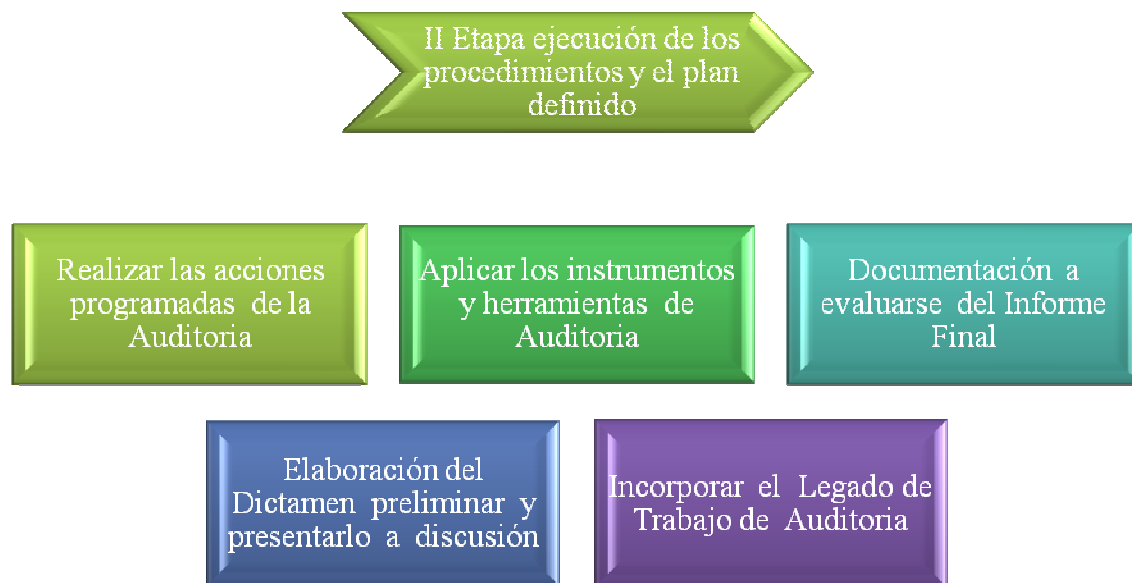 II Etapa ejecución de los
procedimientos y el plan
definido
Realizar las acciones
programadas de la
Auditoria
Aplicar los instrumentos
y herramientas de
Auditoria
Documentación a
evaluarse del Informe
Final
Elaboración del
Dictamen preliminar y
presentarlo a discusión
Incorporar el Legado de
Trabajo de Auditoria